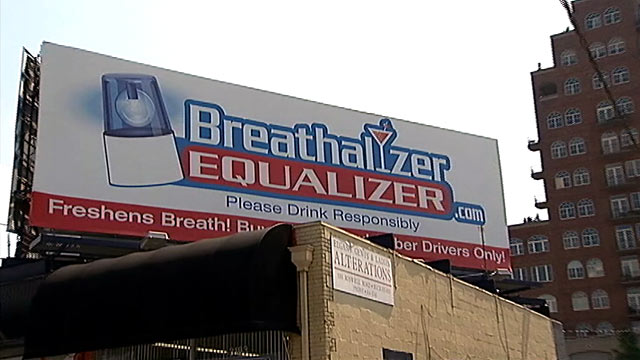 Breathalizer
EQUALIZER
.com
Please Drink Responsibly
Freshens Breath! Bu ber Drivers Only!
ALTERATIONS